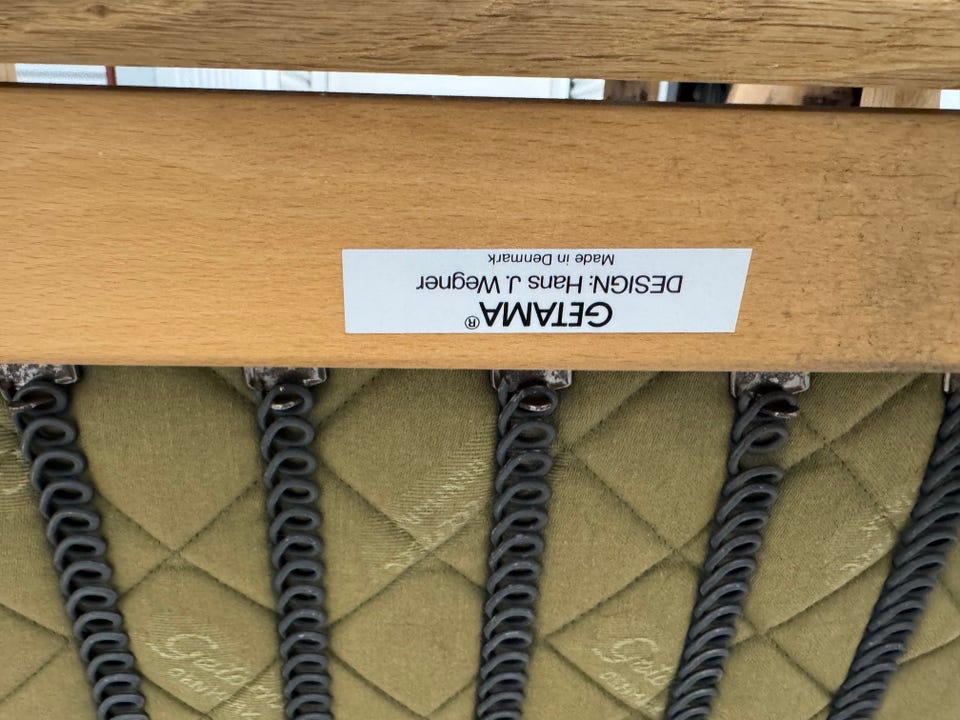 GETAMA®
DESIGN: Hans J. Wegner
Made in Denmark